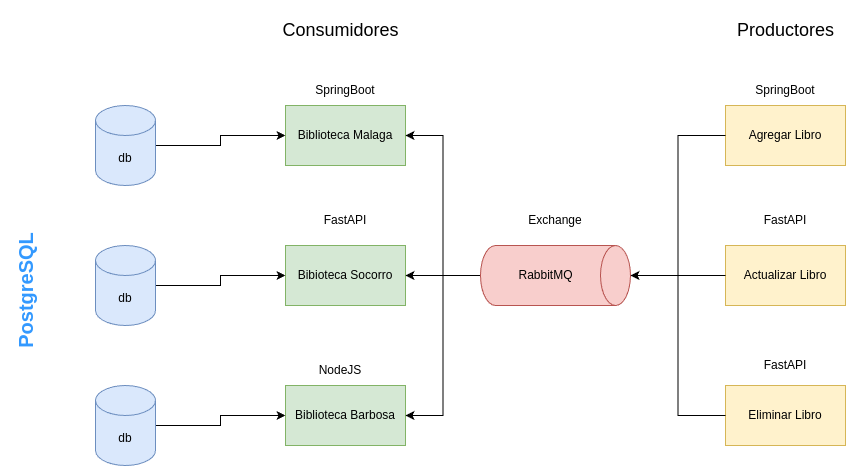 Consumidores
Productores
SpringBoot
SpringBoot
db
Biblioteca Malaga
Agregar Libro
PostgreSQL
FastAPI
Exchange
FastAPI
db
Bibioteca Socorro
RabbitMQ
Actualizar Libro
NodeJS
FastAPI
db
Biblioteca Barbosa
Eliminar Libro